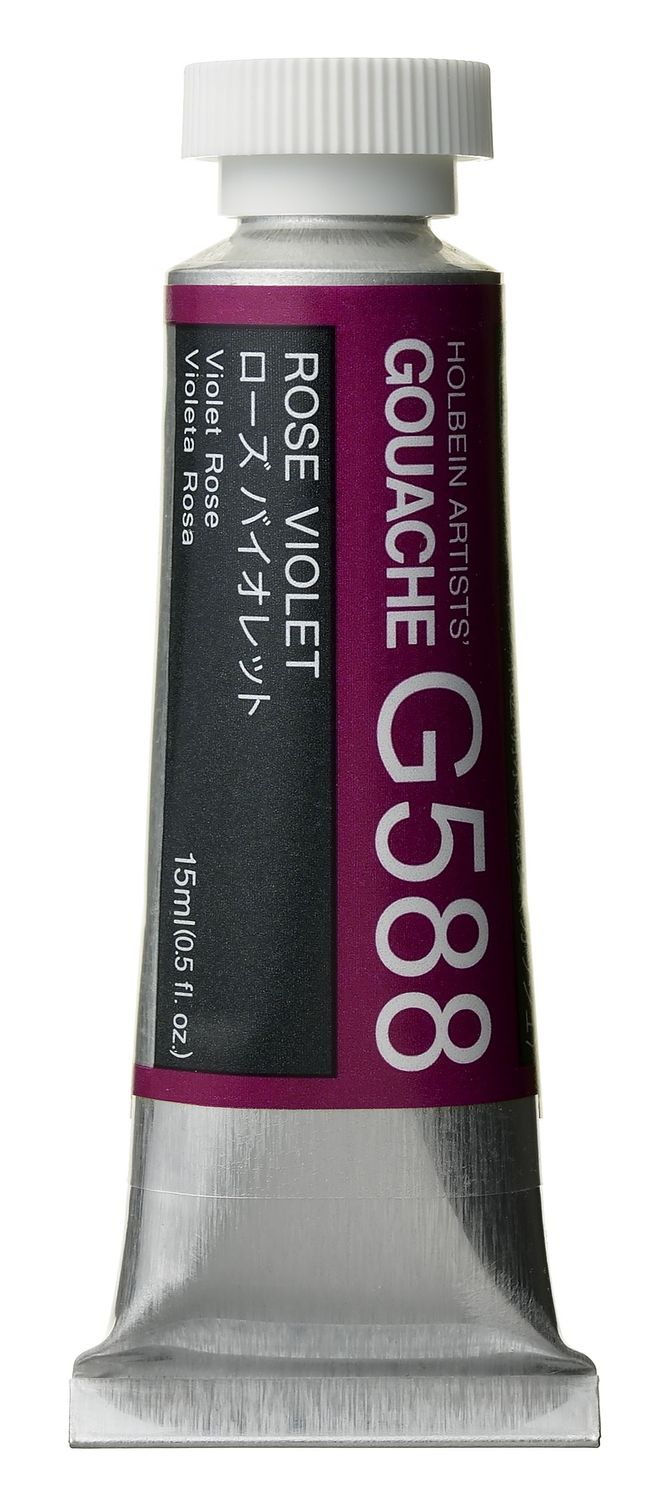 HOLBEIN ARTISTS'
GOUACHE G588
ROSE VIOLET
ローズバイオレット
Violet Rose
Violeta Rosa
15ml(0.5 fl. oz.)